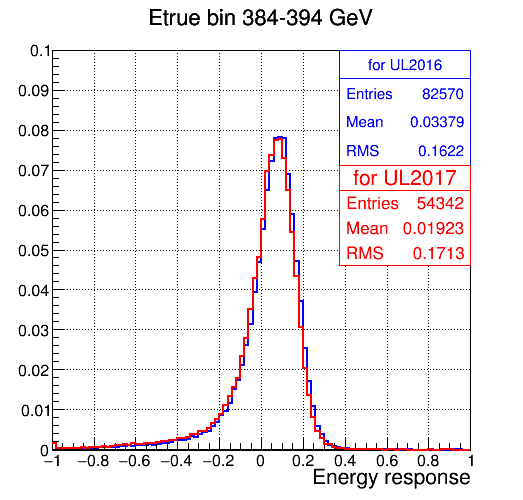 Etrue bin 384-394 GeV
for UL2016
Entries 82570
Mean 0.03379
RMS 0.1622
for UL2017
Entries 54342
Mean 0.01923
RMS 0.1713
0.1
0.09
0.08
0.07
0.06
0.05
0.04
0.03
0.02
0.01
0
−1 −0.8 −0.6 −0.4 −0.2 0 0.2 0.4 0.6 0.8 1
Energy response